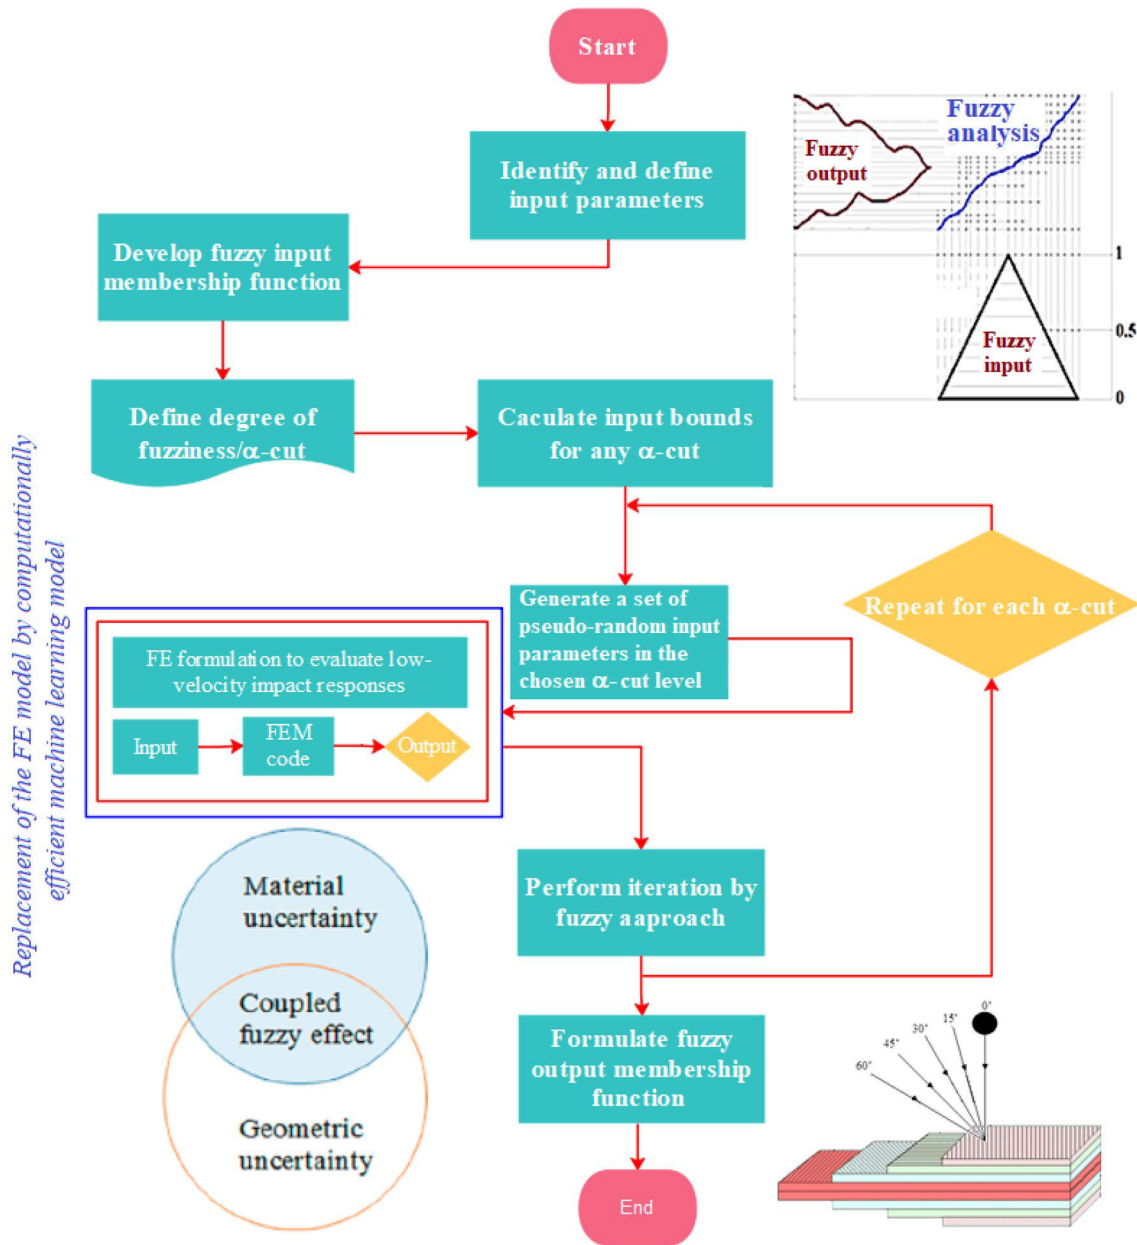 Start
Identify and define
input parameters
Develop fuzzy input
membership function
Define degree of
fuzziness/α-cut
Caculate input bounds
for any α-cut
Generate a set of
pseudo-random input
parameters in the
chosen α-cut level
Repeat for each α-cut
FE formulation to evaluate low-
velocity impact responses
Input
FEM
code
Output
Perform iteration by
fuzzy aaproach
Formulate fuzzy
output membership
function
End
Replacement of the FE model by computationally
efficient machine learning model
Material
uncertainty
Coupled
fuzzy effect
Geometric
uncertainty
Fuzzy
output
Fuzzy
analysis
Fuzzy
input
1
0.5
0
0°
15°
30°
45°
60°